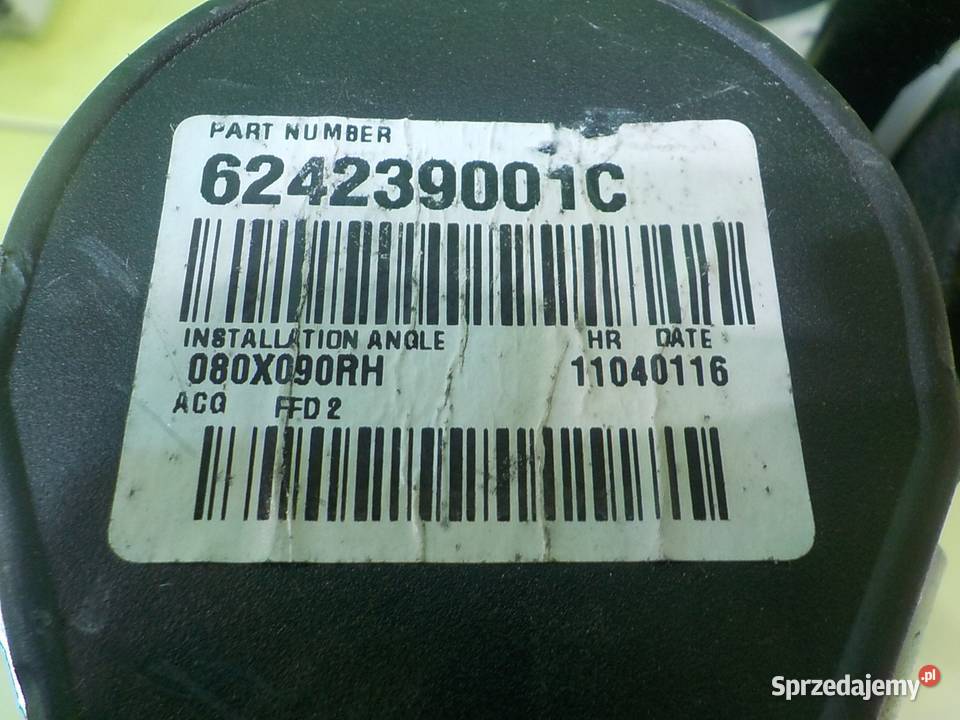 PART NUMBER
624239001C
INSTALLATION ANGLE HR DATE
080X090RH 11040116
ACQ FFD 2
Sprzedajemy.pl